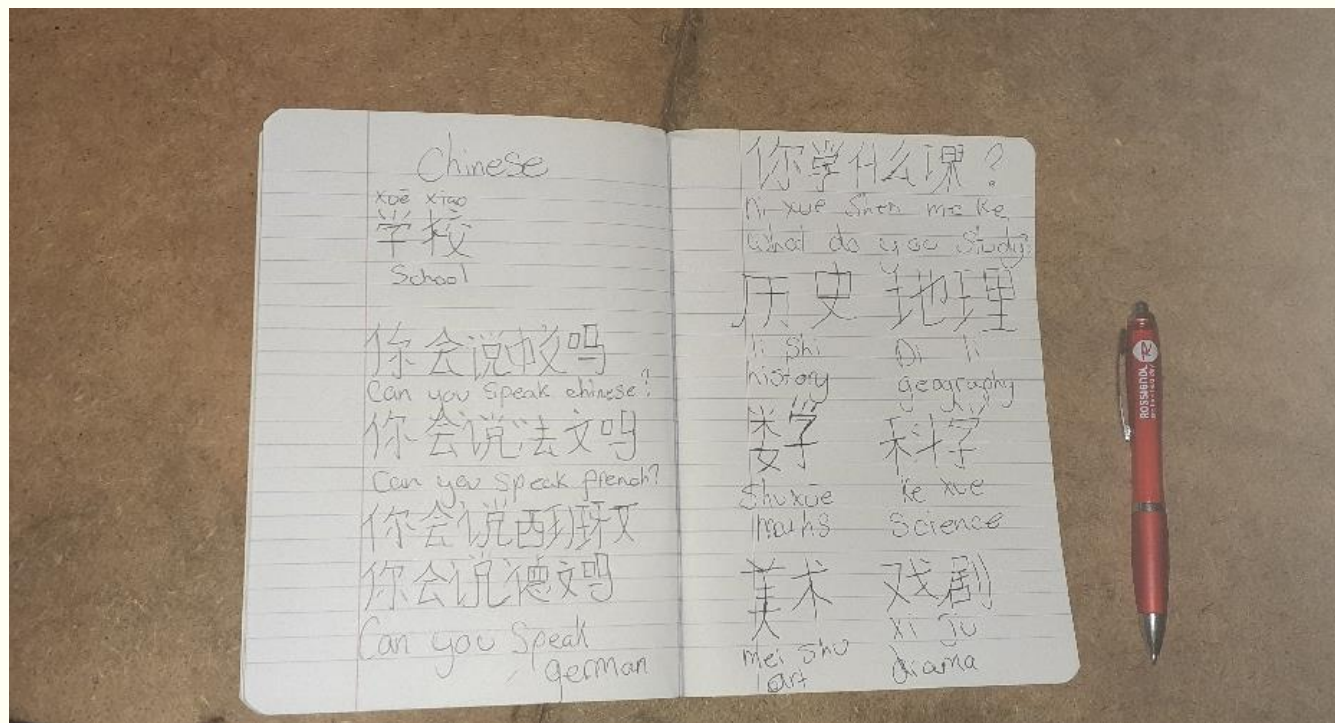 Chinese
xuē xiao
学校
School
你会说中文吗
Can you speak chinese?
你会说法文吗
Can you speak french?
你会说西班牙文
你会说德文吗
Can you Speak
german
你学什么课?
ni xue Shen me ke
What do you Study?
历史 地理
li Shi Di li
history geography
数学 科学
Shu xue ke xue
maths Science
美术 戏剧
mei Shu xi Ju
art drama
ROSSIGNOL